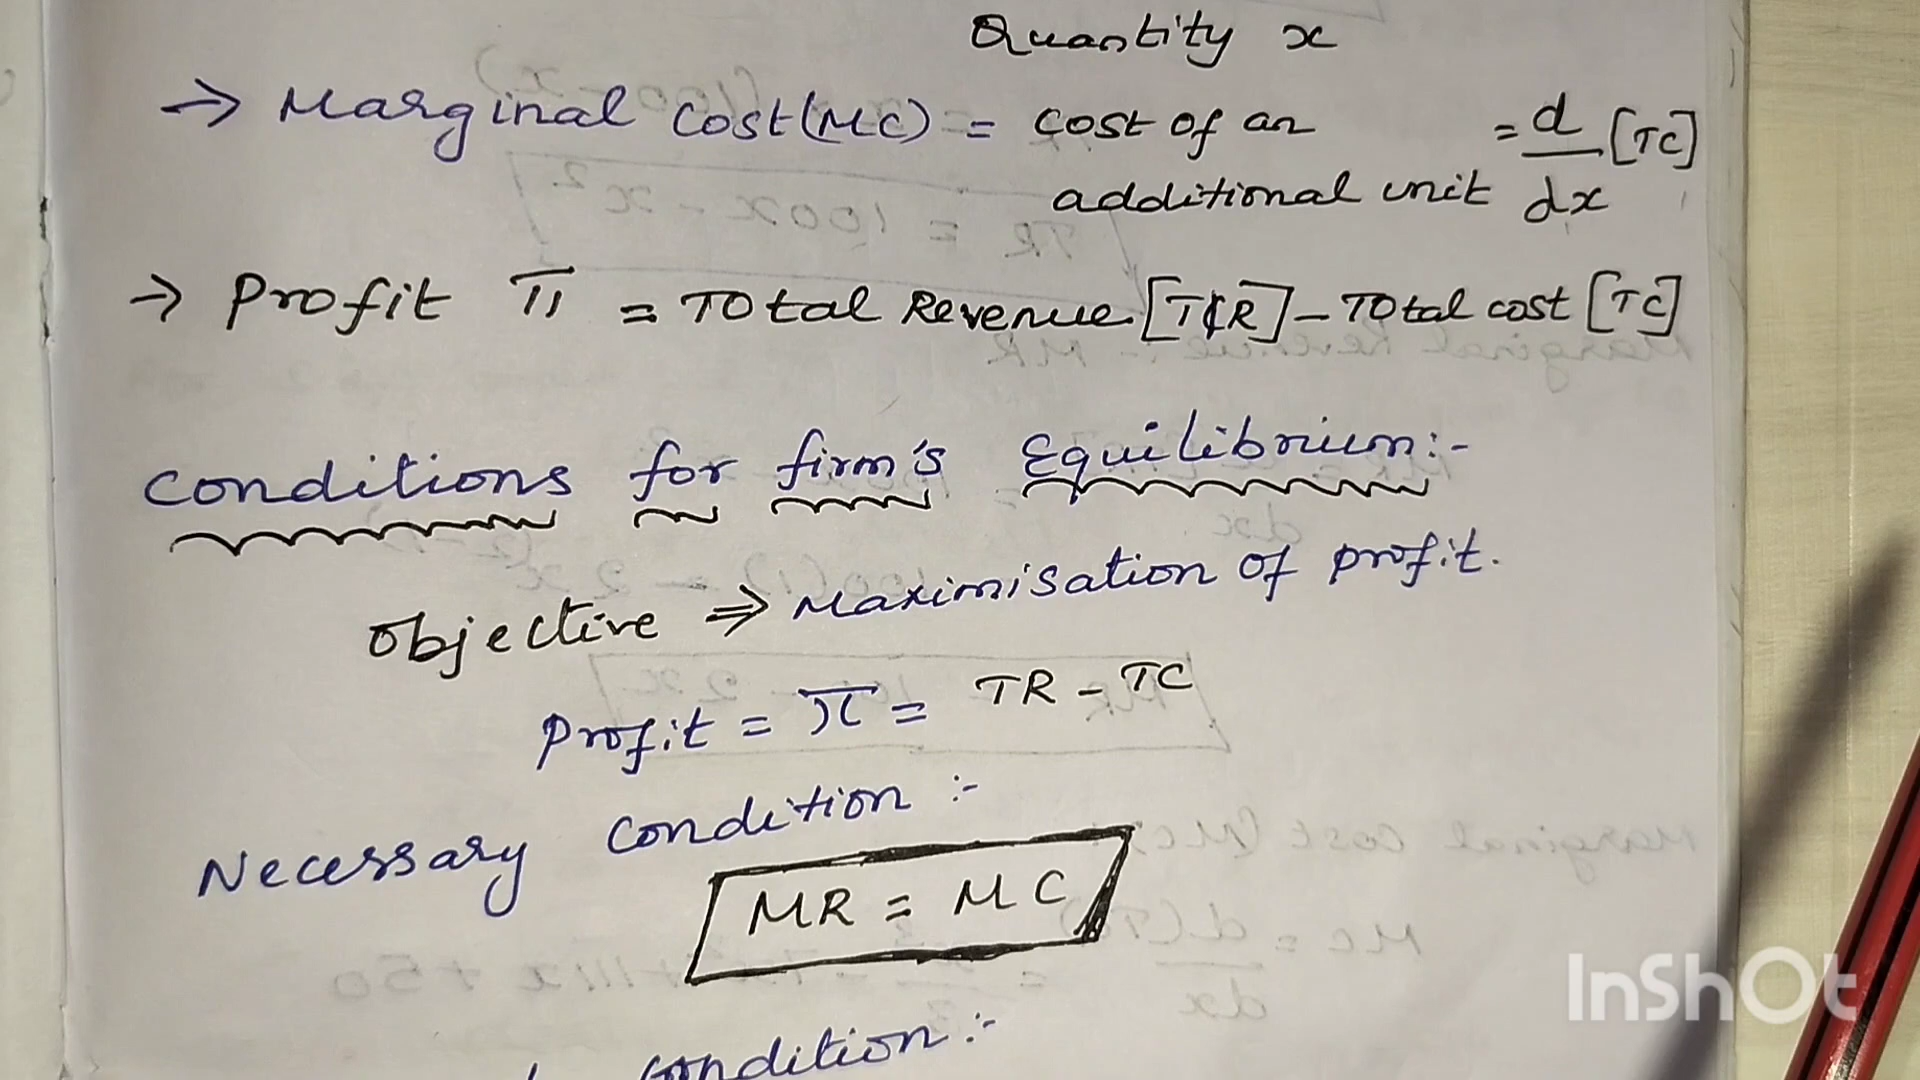 Quantity x
→ Marginal Cost(MC) = Cost of an = d/dx [TC]
additional unit
→ Profit π = Total Revenue [TR] - Total cost [TC]
Conditions for firm's Equilibrium:-
Objective ⇒ Maximisation of profit.
Profit = π = TR - TC
Necessary Condition :-
MR = MC
condition :-
InShOt